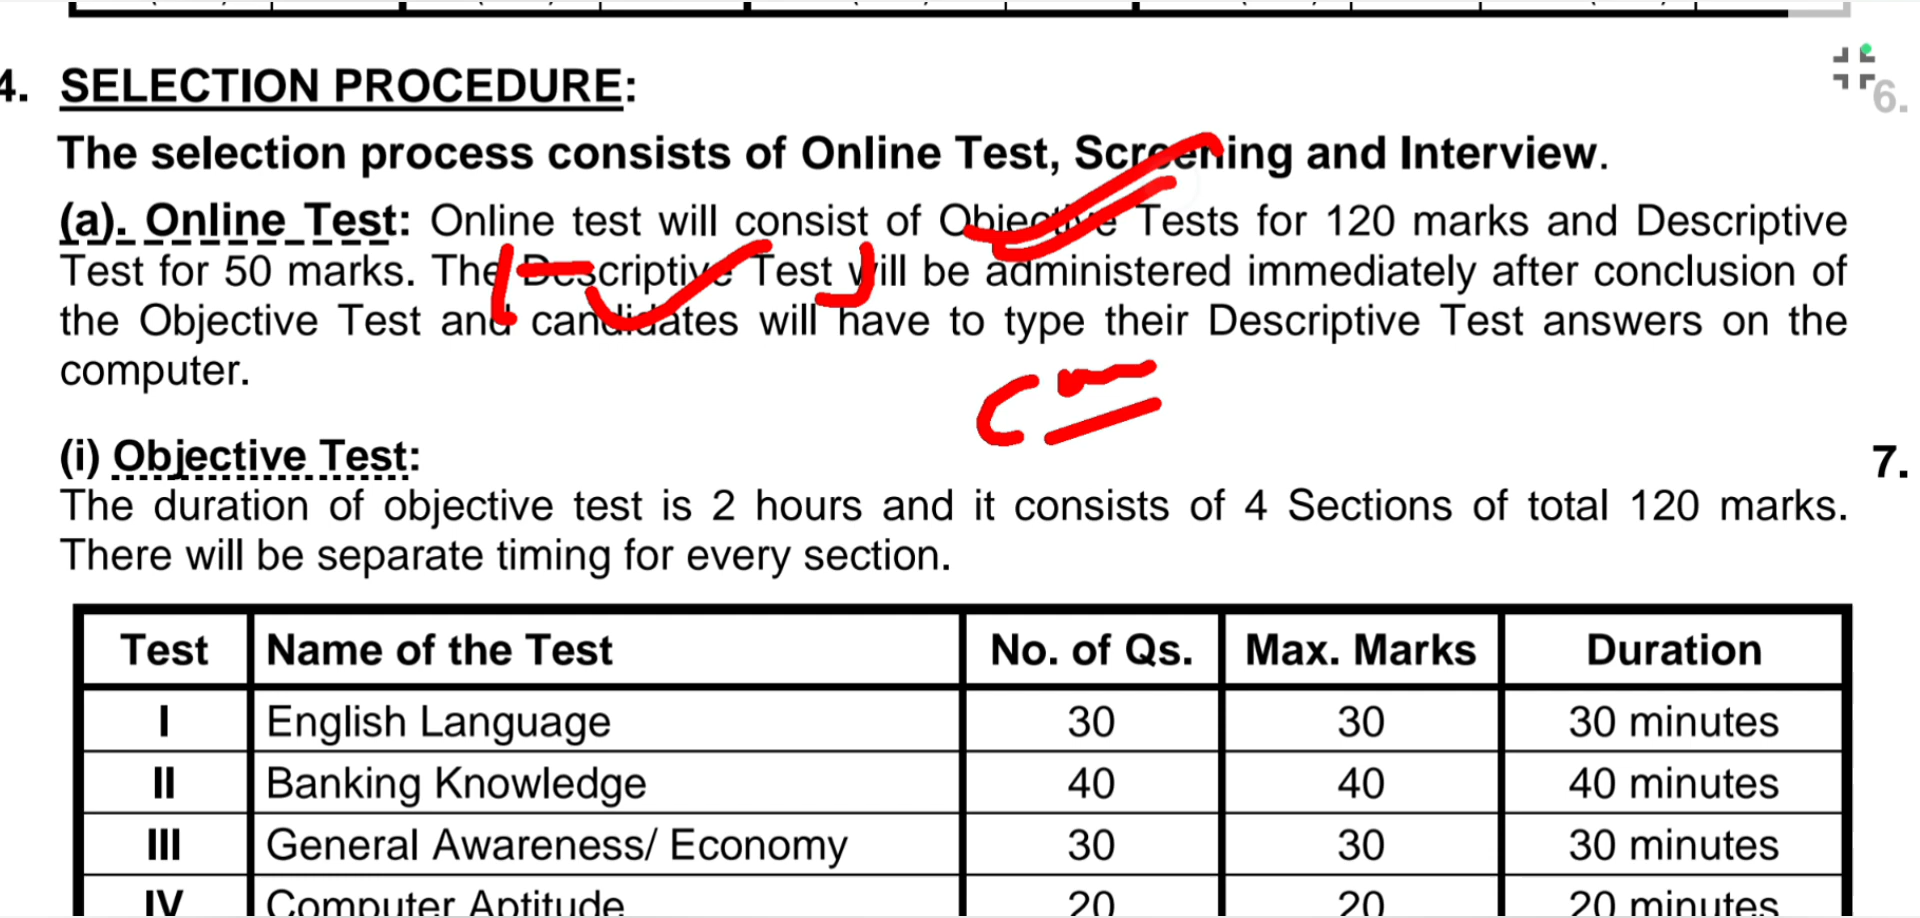 4. SELECTION PROCEDURE:
6.
The selection process consists of Online Test, Screening and Interview.
(a). Online Test: Online test will consist of Objective Tests for 120 marks and Descriptive
Test for 50 marks. The Descriptive Test will be administered immediately after conclusion of
the Objective Test and candidates will have to type their Descriptive Test answers on the
computer.
(i) Objective Test:
7.
The duration of objective test is 2 hours and it consists of 4 Sections of total 120 marks.
There will be separate timing for every section.
Test Name of the Test No. of Qs. Max. Marks Duration
I English Language 30 30 30 minutes
II Banking Knowledge 40 40 40 minutes
III General Awareness/ Economy 30 30 30 minutes
IV Computer Aptitude 20 20 20 minutes